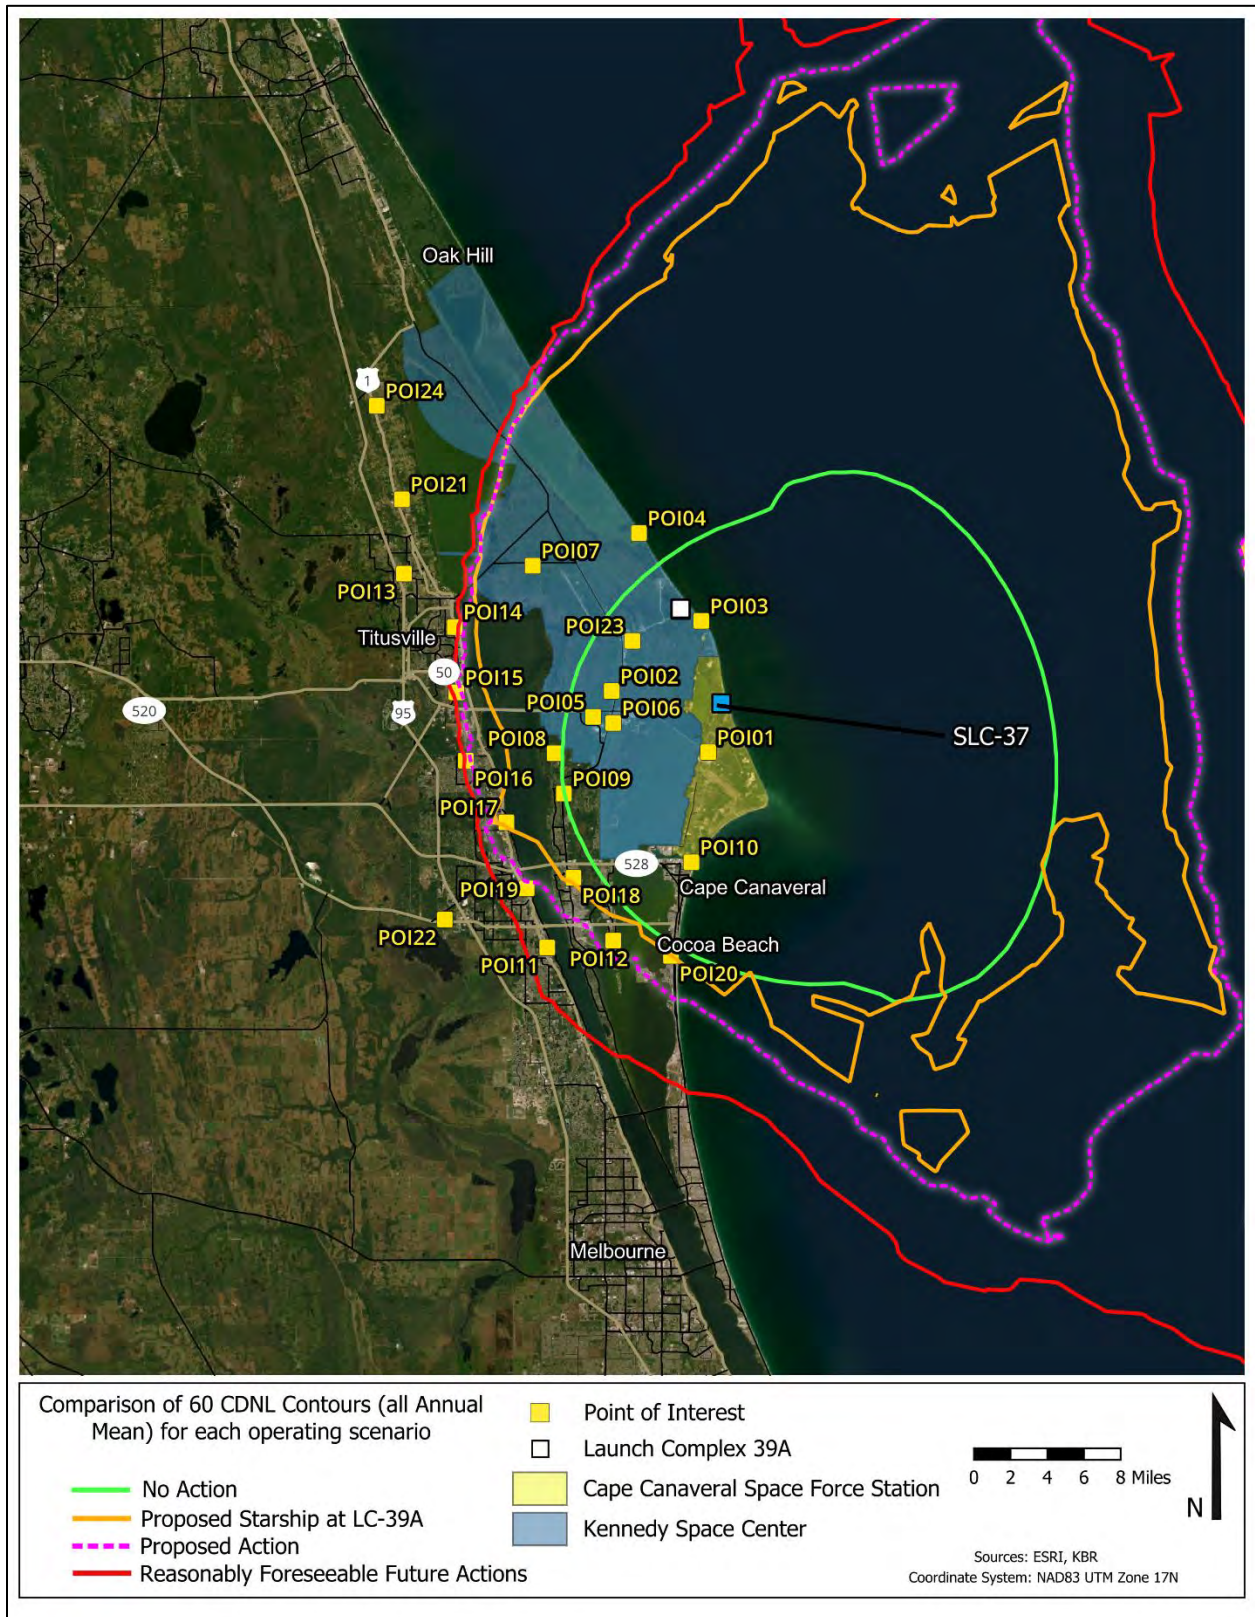 Oak Hill
1
POI24
POI21
POI04
POI07
POI13
POI03
POI14
POI23
Titusville
50
POI15
POI02
520
95
POI05
POI06
SLC-37
POI08
POI01
POI16
POI09
POI17
528
POI10
POI19
POI18
Cape Canaveral
POI22
POI11
POI12
Cocoa Beach
POI20
Melbourne
Comparison of 60 CDNL Contours (all Annual
Mean) for each operating scenario
No Action
Proposed Starship at LC-39A
Proposed Action
Reasonably Foreseeable Future Actions
Point of Interest
Launch Complex 39A
Cape Canaveral Space Force Station
Kennedy Space Center
0 2 4 6 8 Miles
N
Sources: ESRI, KBR
Coordinate System: NAD83 UTM Zone 17N